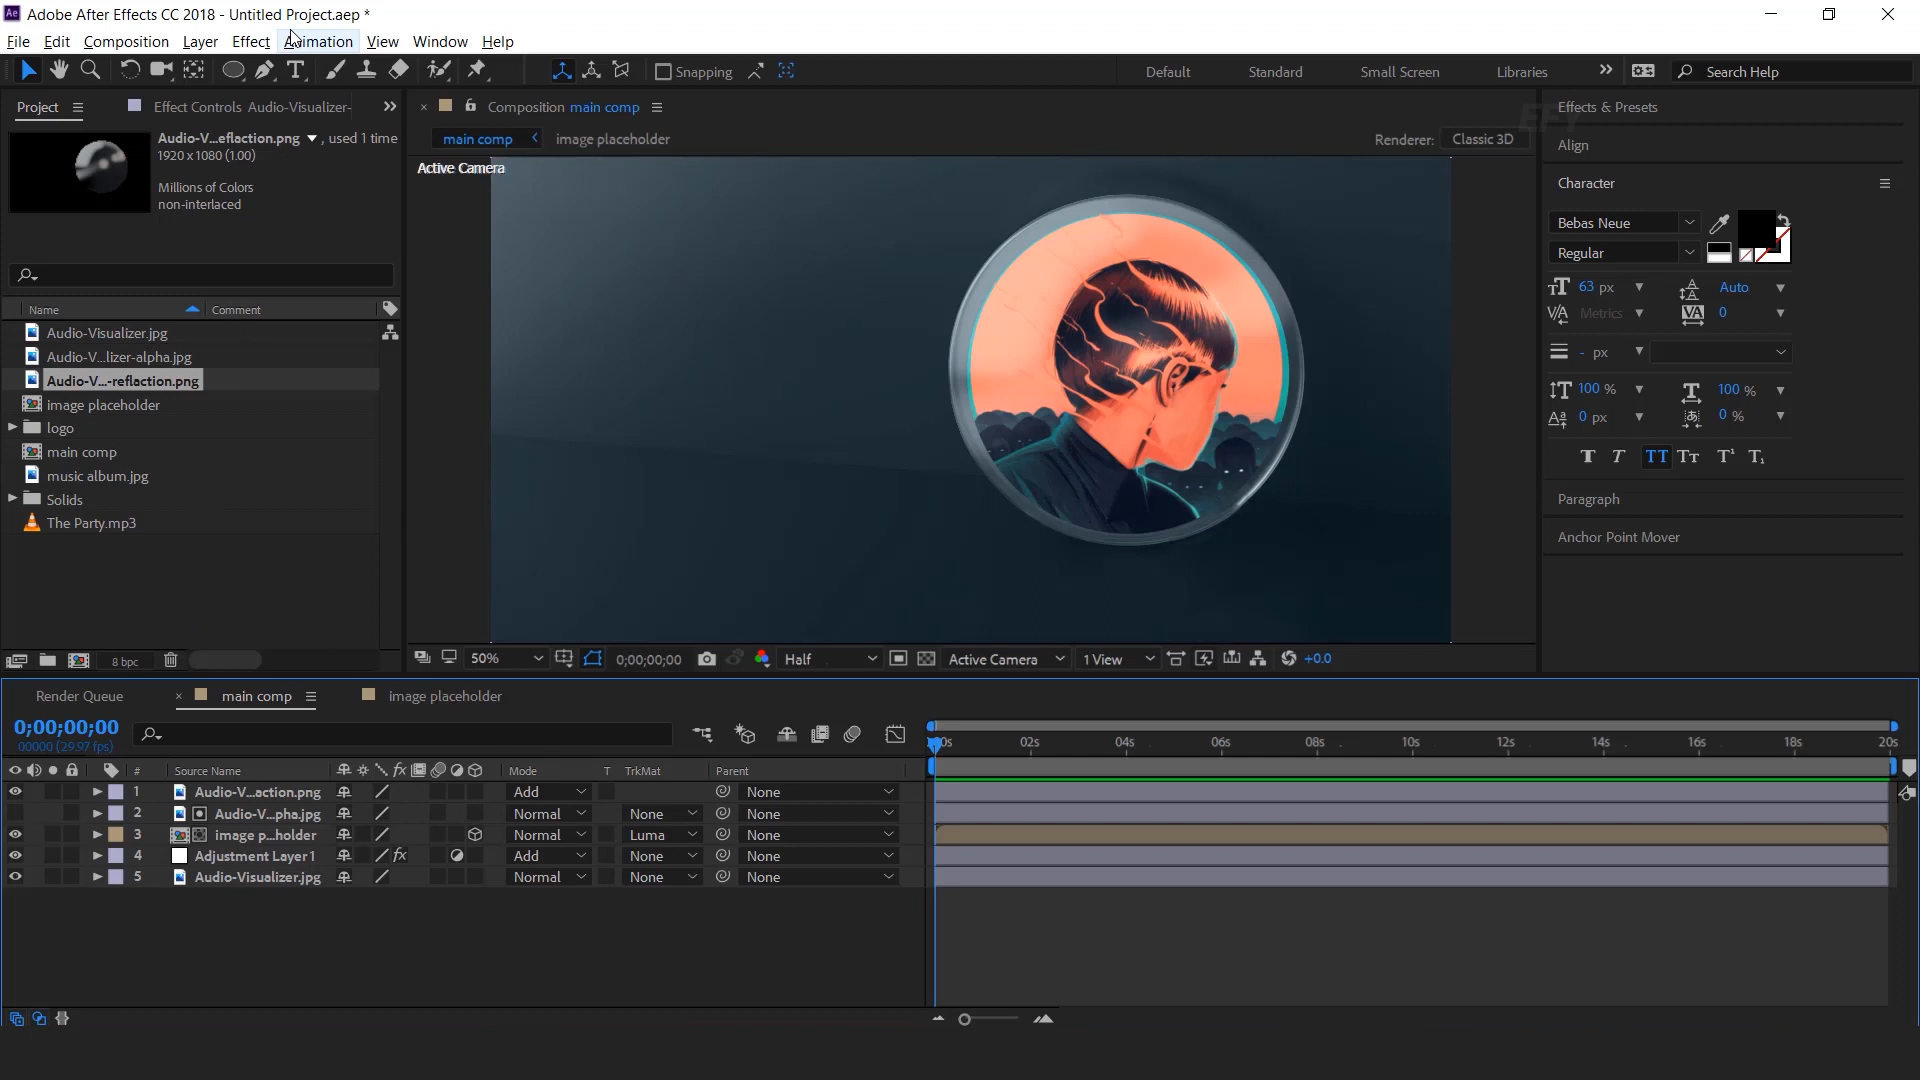 Adobe After Effects CC 2018 - Untitled Project.aep *
File Edit Composition Layer Effect Animation View Window Help
Snapping Default Standard Small Screen Libraries Search Help
Project Effect Controls Audio-Visualizer- Composition main comp Effects & Presets
EFY
Audio-V...eflaction.png , used 1 time
1920 x 1080 (1.00)
Millions of Colors
non-interlaced
main comp image placeholder Renderer: Classic 3D
Active Camera
Align
Character
Bebas Neue
Regular
63 px Auto
Metrics 0
- px
100 % 100 %
0 px 0 %
Paragraph
Anchor Point Mover
Name Comment
Audio-Visualizer.jpg
Audio-V...lizer-alpha.jpg
Audio-V...-reflaction.png
image placeholder
logo
main comp
music album.jpg
Solids
The Party.mp3
8 bpc
50% 0;00;00;00 Half Active Camera 1 View +0.0
Render Queue main comp image placeholder
0;00;00;00
00000 (29.97 fps)
00s 02s 04s 06s 08s 10s 12s 14s 16s 18s 20s
# Source Name Mode T TrkMat Parent
1 Audio-V...action.png Add None
2 Audio-V...pha.jpg Normal None None
3 image p...holder Normal Luma None
4 Adjustment Layer 1 Add None None
5 Audio-Visualizer.jpg Normal None None